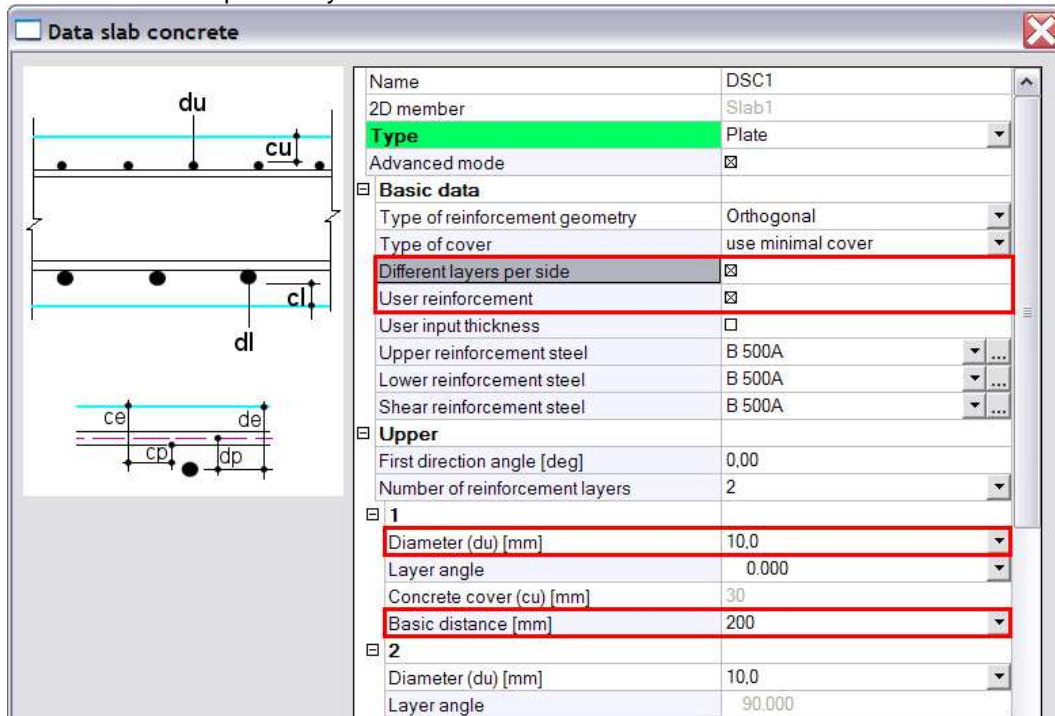 Data slab concrete
du
cu
cl
dl
ce
de
cp
dp
Name DSC1
2D member Slab1
Type Plate
Advanced mode
Basic data
Type of reinforcement geometry Orthogonal
Type of cover use minimal cover
Different layers per side
User reinforcement
User input thickness
Upper reinforcement steel B 500A ...
Lower reinforcement steel B 500A ...
Shear reinforcement steel B 500A ...
Upper
First direction angle [deg] 0,00
Number of reinforcement layers 2
1
Diameter (du) [mm] 10,0
Layer angle 0.000
Concrete cover (cu) [mm] 30
Basic distance [mm] 200
2
Diameter (du) [mm] 10,0
Layer angle 90.000